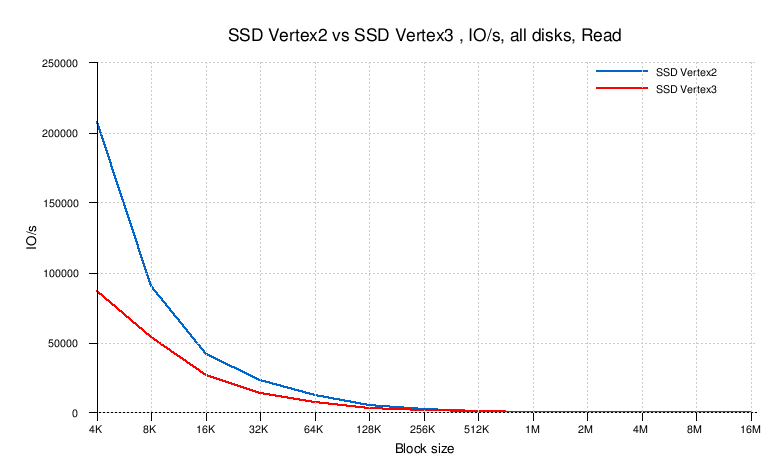 SSD Vertex2 vs SSD Vertex3 , IO/s, all disks, Read
250000
SSD Vertex2
SSD Vertex3
200000
150000
IO/s
100000
50000
0
4K 8K 16K 32K 64K 128K 256K 512K 1M 2M 4M 8M 16M
Block size